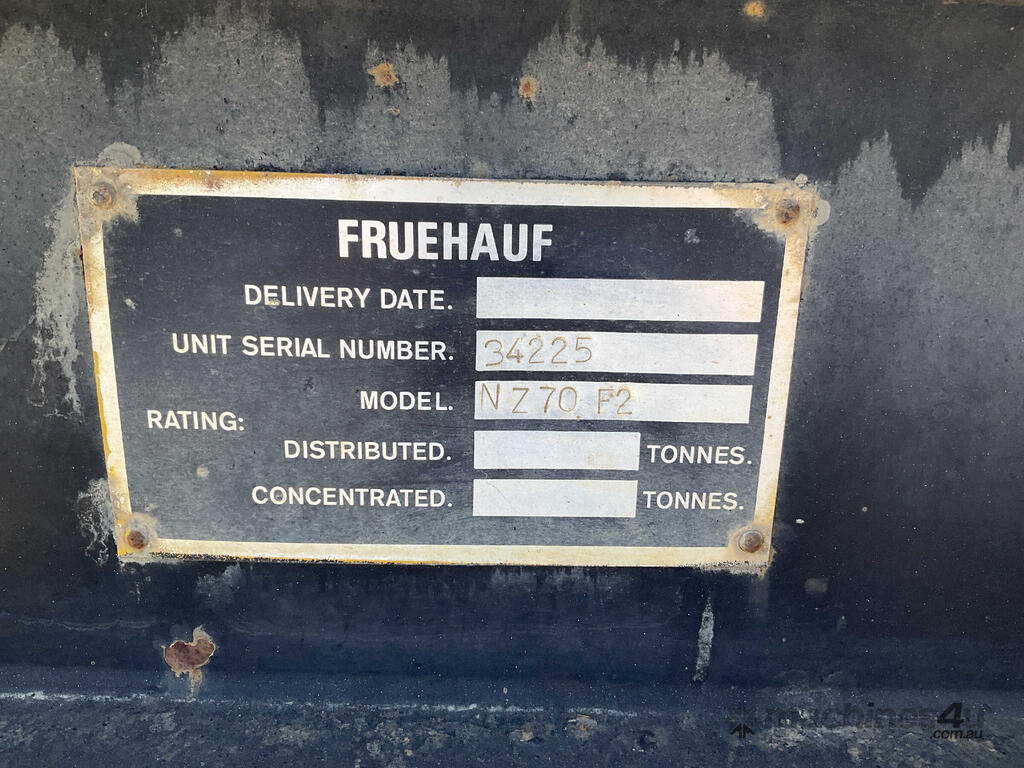 FRUEHAUF
DELIVERY DATE.
UNIT SERIAL NUMBER. 34225
MODEL. NZ70 F2
RATING:
DISTRIBUTED. TONNES.
CONCENTRATED. TONNES.
machines4u
.com.au